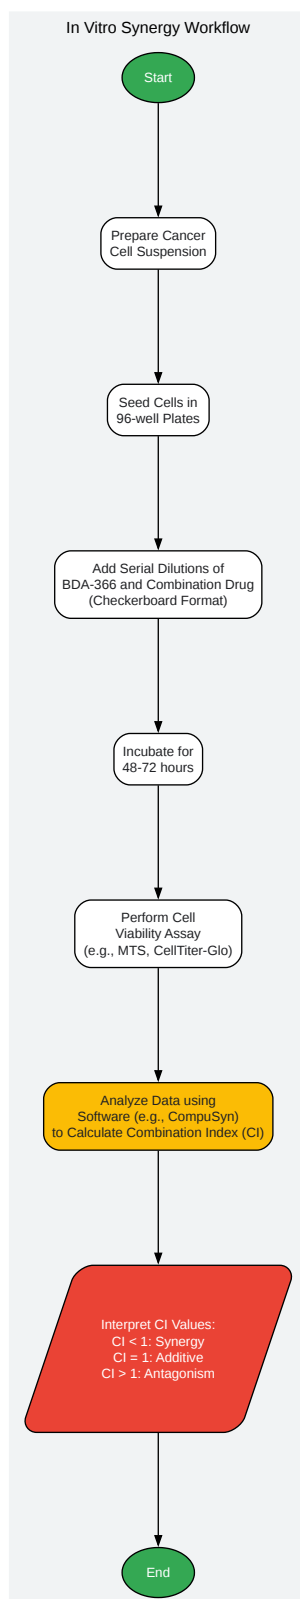 In Vitro Synergy Workflow
Start
Prepare Cancer
Cell Suspension
Seed Cells in
96-well Plates
Add Serial Dilutions of
BDA-366 and Combination Drug
(Checkerboard Format)
Incubate for
48-72 hours
Perform Cell
Viability Assay
(e.g., MTS, CellTiter-Glo)
Analyze Data using
Software (e.g., CompuSyn)
to Calculate Combination Index (CI)
Interpret CI Values:
CI < 1: Synergy
CI = 1: Additive
CI > 1: Antagonism
End